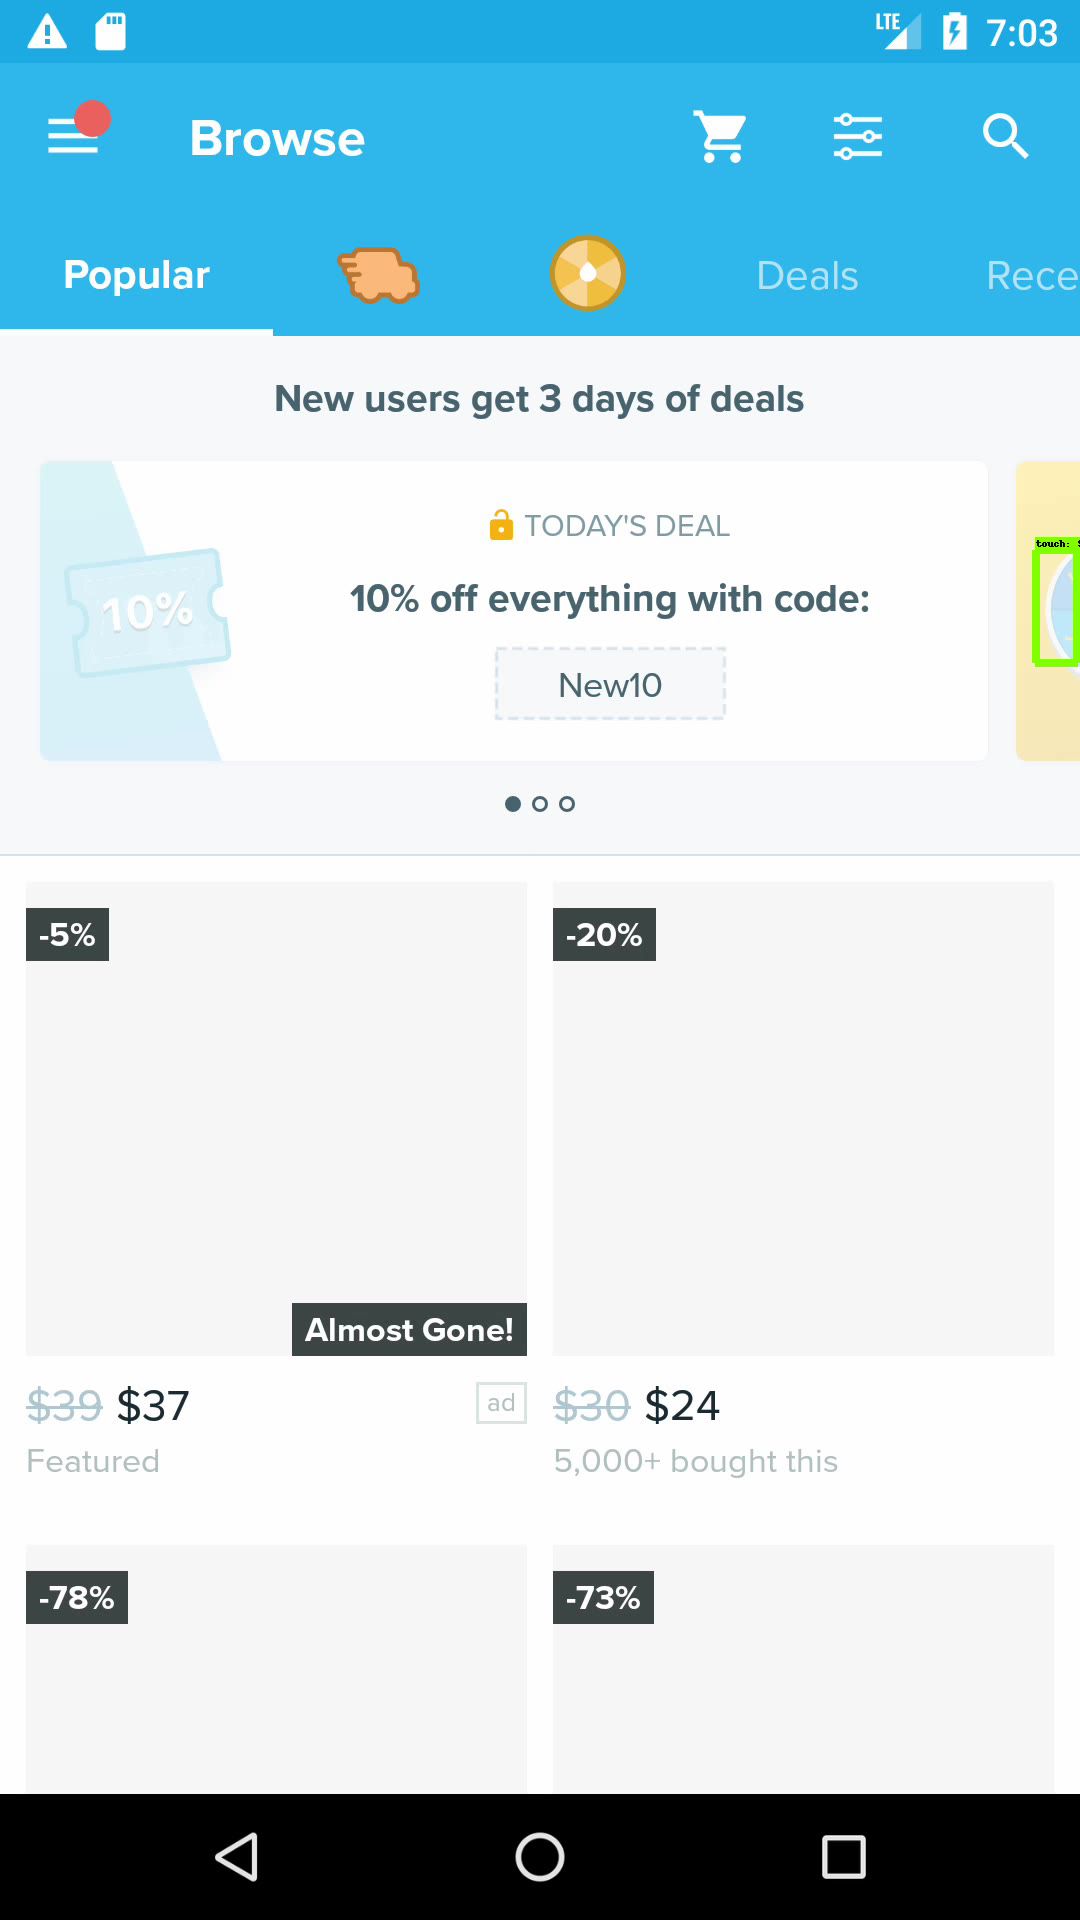 LTE 7:03
Browse
Popular Deals Rece
New users get 3 days of deals
TODAY'S DEAL
10% off everything with code:
10%
New10
touch:
-5%
-20%
Almost Gone!
$39 $37 ad
$30 $24
Featured
5,000+ bought this
-78%
-73%